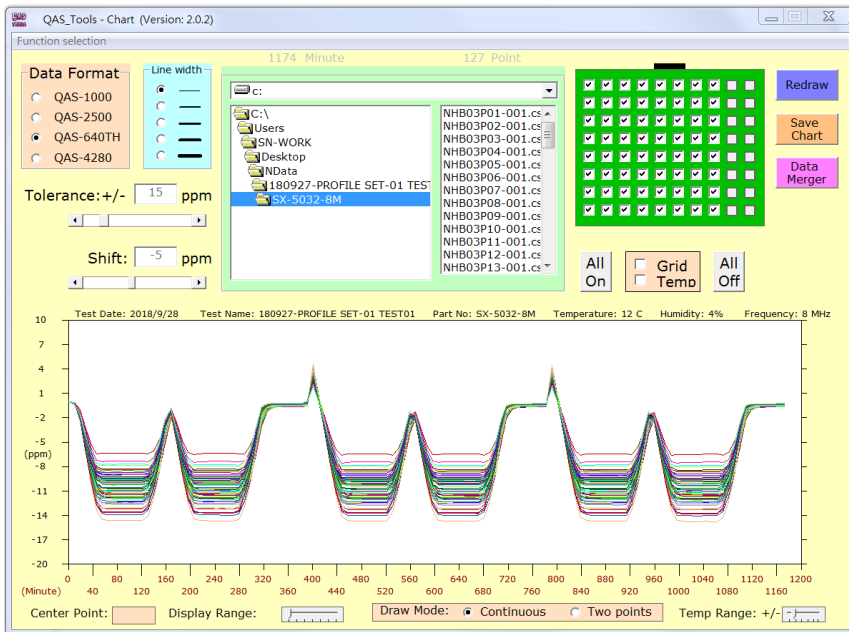 QAS_Tools - Chart (Version: 2.0.2)
Function selection
1174 Minute
127 Point
Data Format
QAS-1000
QAS-2500
QAS-640TH
QAS-4280
Line width
c:
C:\
Users
SN-WORK
Desktop
NData
180927-PROFILE SET-01 TEST
SX-5032-8M
NHB03P01-001.cs
NHB03P02-001.cs
NHB03P03-001.cs
NHB03P04-001.cs
NHB03P05-001.cs
NHB03P06-001.cs
NHB03P07-001.cs
NHB03P08-001.cs
NHB03P09-001.cs
NHB03P10-001.cs
NHB03P11-001.cs
NHB03P12-001.cs
NHB03P13-001.cs
Redraw
Save
Chart
Data
Merger
Tolerance:+/- 15 ppm
Shift: -5 ppm
All
On
Grid
Temp
All
Off
Test Date: 2018/9/28 Test Name: 180927-PROFILE SET-01 TEST01 Part No: SX-5032-8M Temperature: 12 C Humidity: 4% Frequency: 8 MHz
10
7
4
1
-2
-5
(ppm)
-8
-11
-14
-17
-20
0 80 160 240 320 400 480 560 640 720 800 880 960 1040 1120 1200
(Minute) 40 120 200 280 360 440 520 600 680 760 840 920 1000 1080 1160
Center Point: Display Range: Draw Mode: Continuous Two points Temp Range: +/-